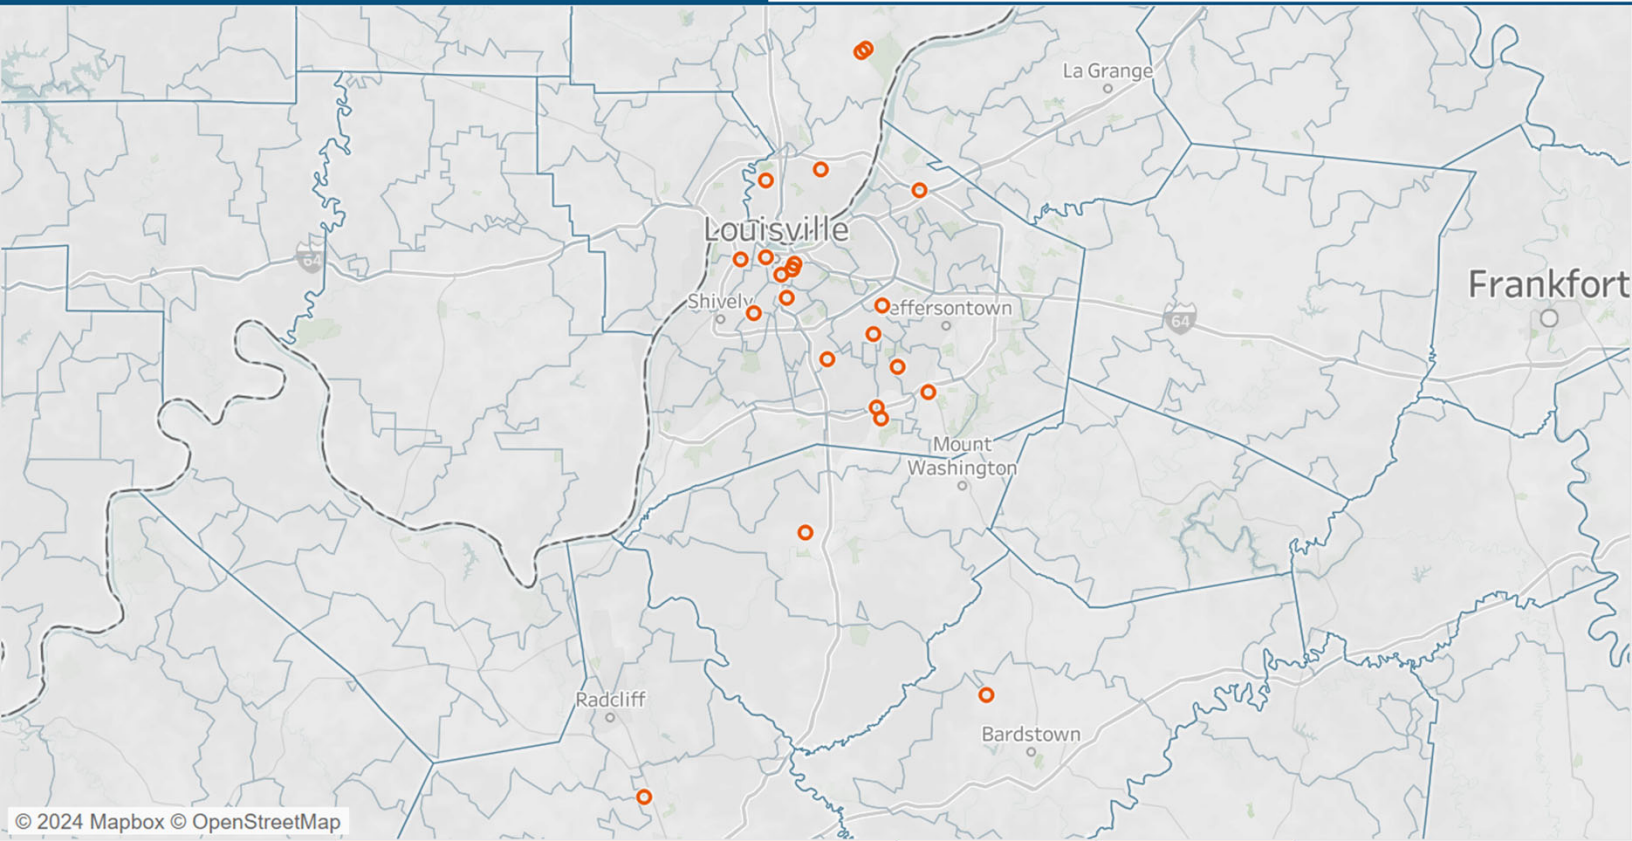 La Grange
Louisville
64
Frankfort
Shively
effersontown
64
Mount
Washington
Radcliff
Bardstown
© 2024 Mapbox © OpenStreetMap